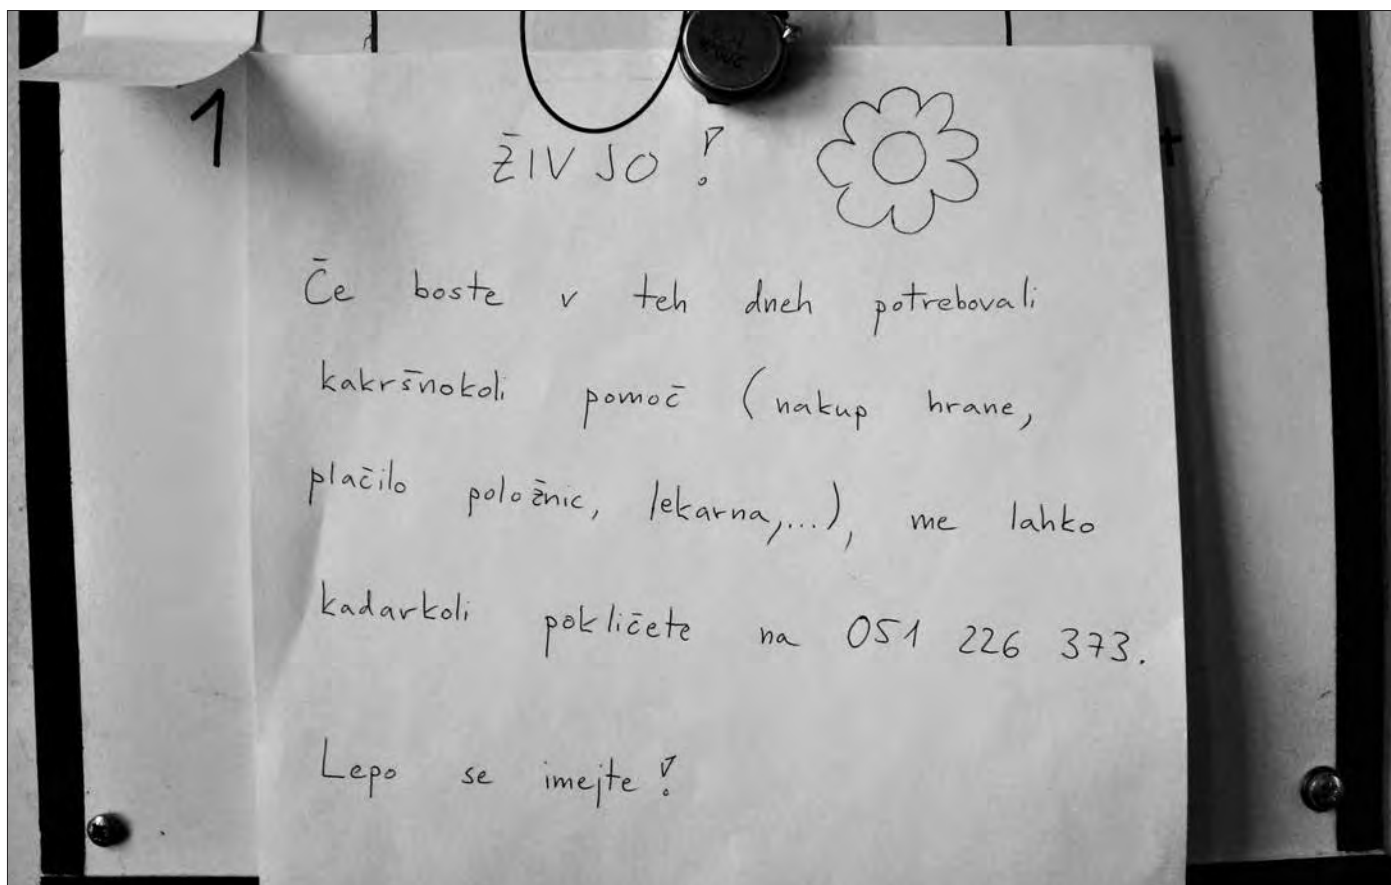 1
ŽIVJO!
Če boste v teh dneh potrebovali
kakršnokoli pomoč (nakup hrane,
plačilo položnic, lekarna,...), me lahko
kadarkoli pokličete na 051 226 373.
Lepo se imejte!